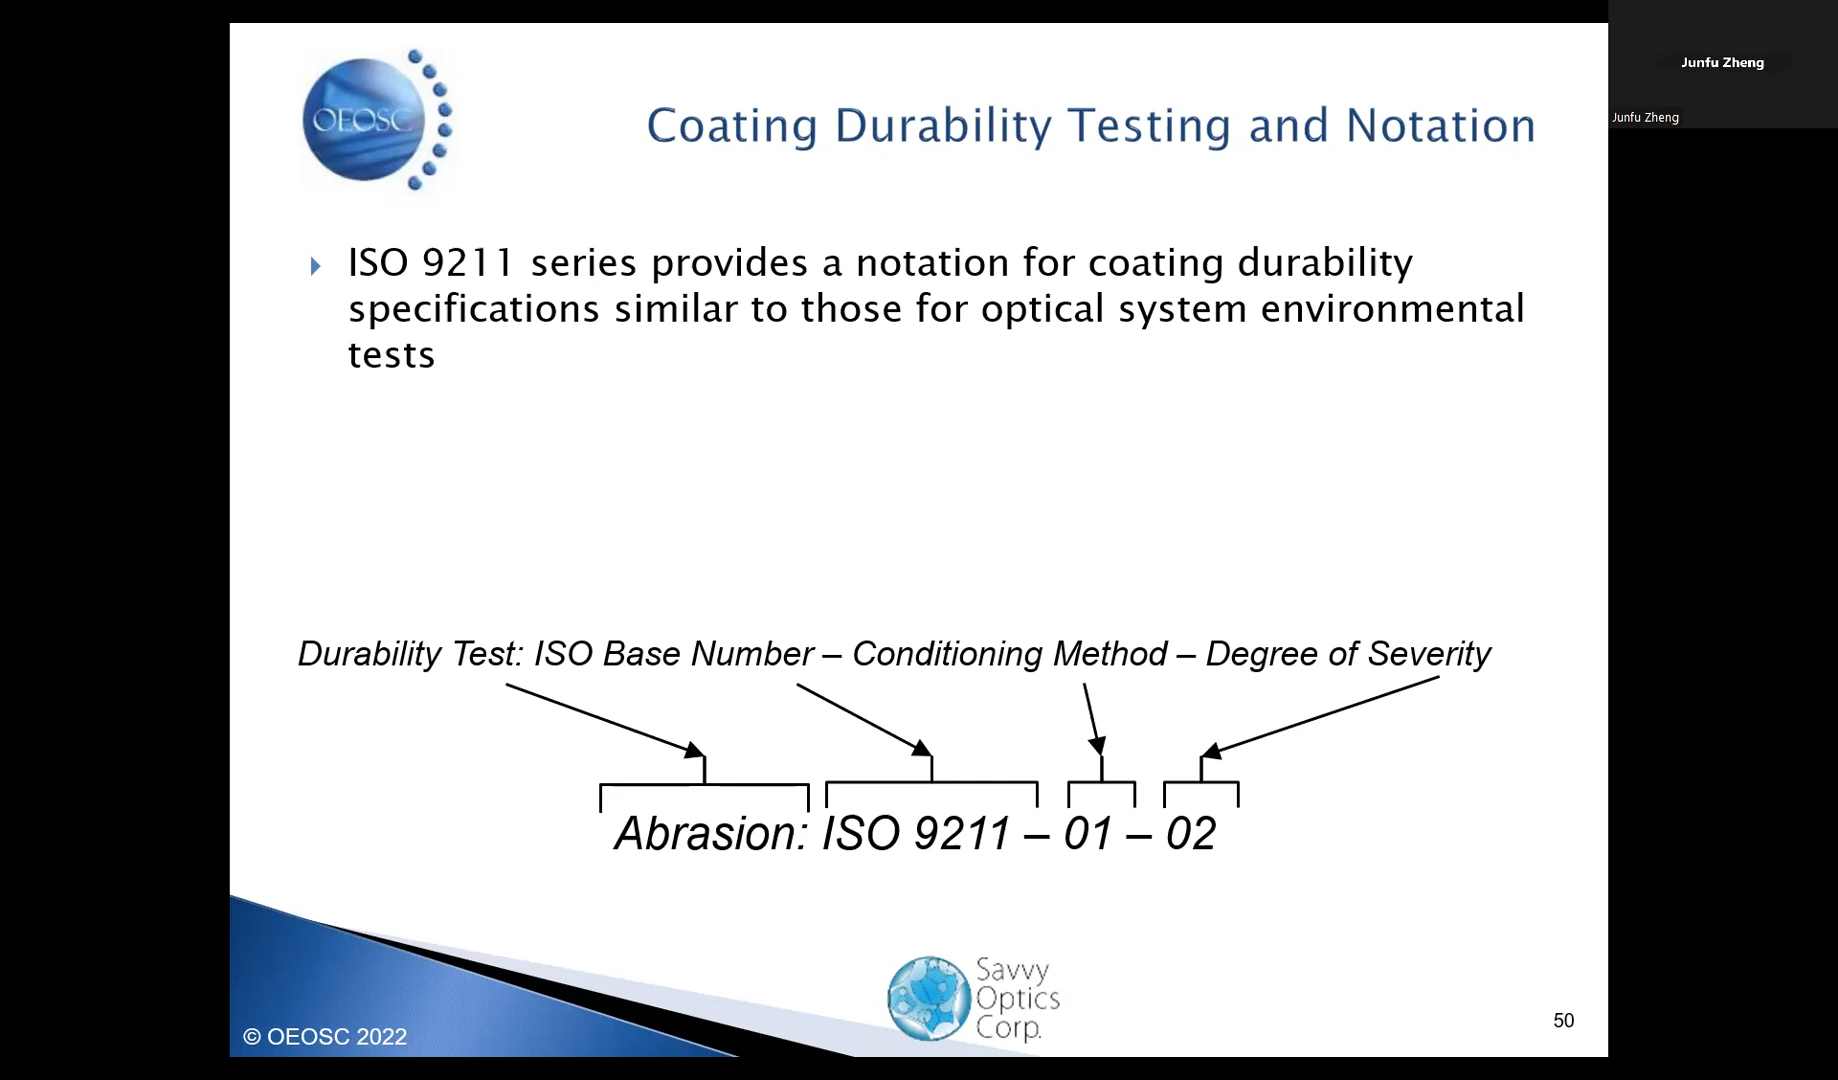 OEOSC
Coating Durability Testing and Notation
Junfu Zheng
Junfu Zheng
ISO 9211 series provides a notation for coating durability
specifications similar to those for optical system environmental
tests
Durability Test: ISO Base Number – Conditioning Method – Degree of Severity
Abrasion: ISO 9211 – 01 – 02
Savvy
Optics
Corp.
© OEOSC 2022
50